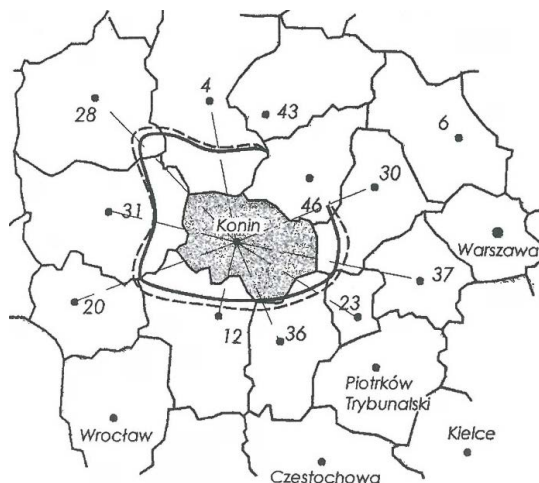 4
28
43
6
30
46
31
Konin
Warszawa
37
20
23
12
36
Piotrków
Trybunalski
Wrocław
Kielce
Częstochowa